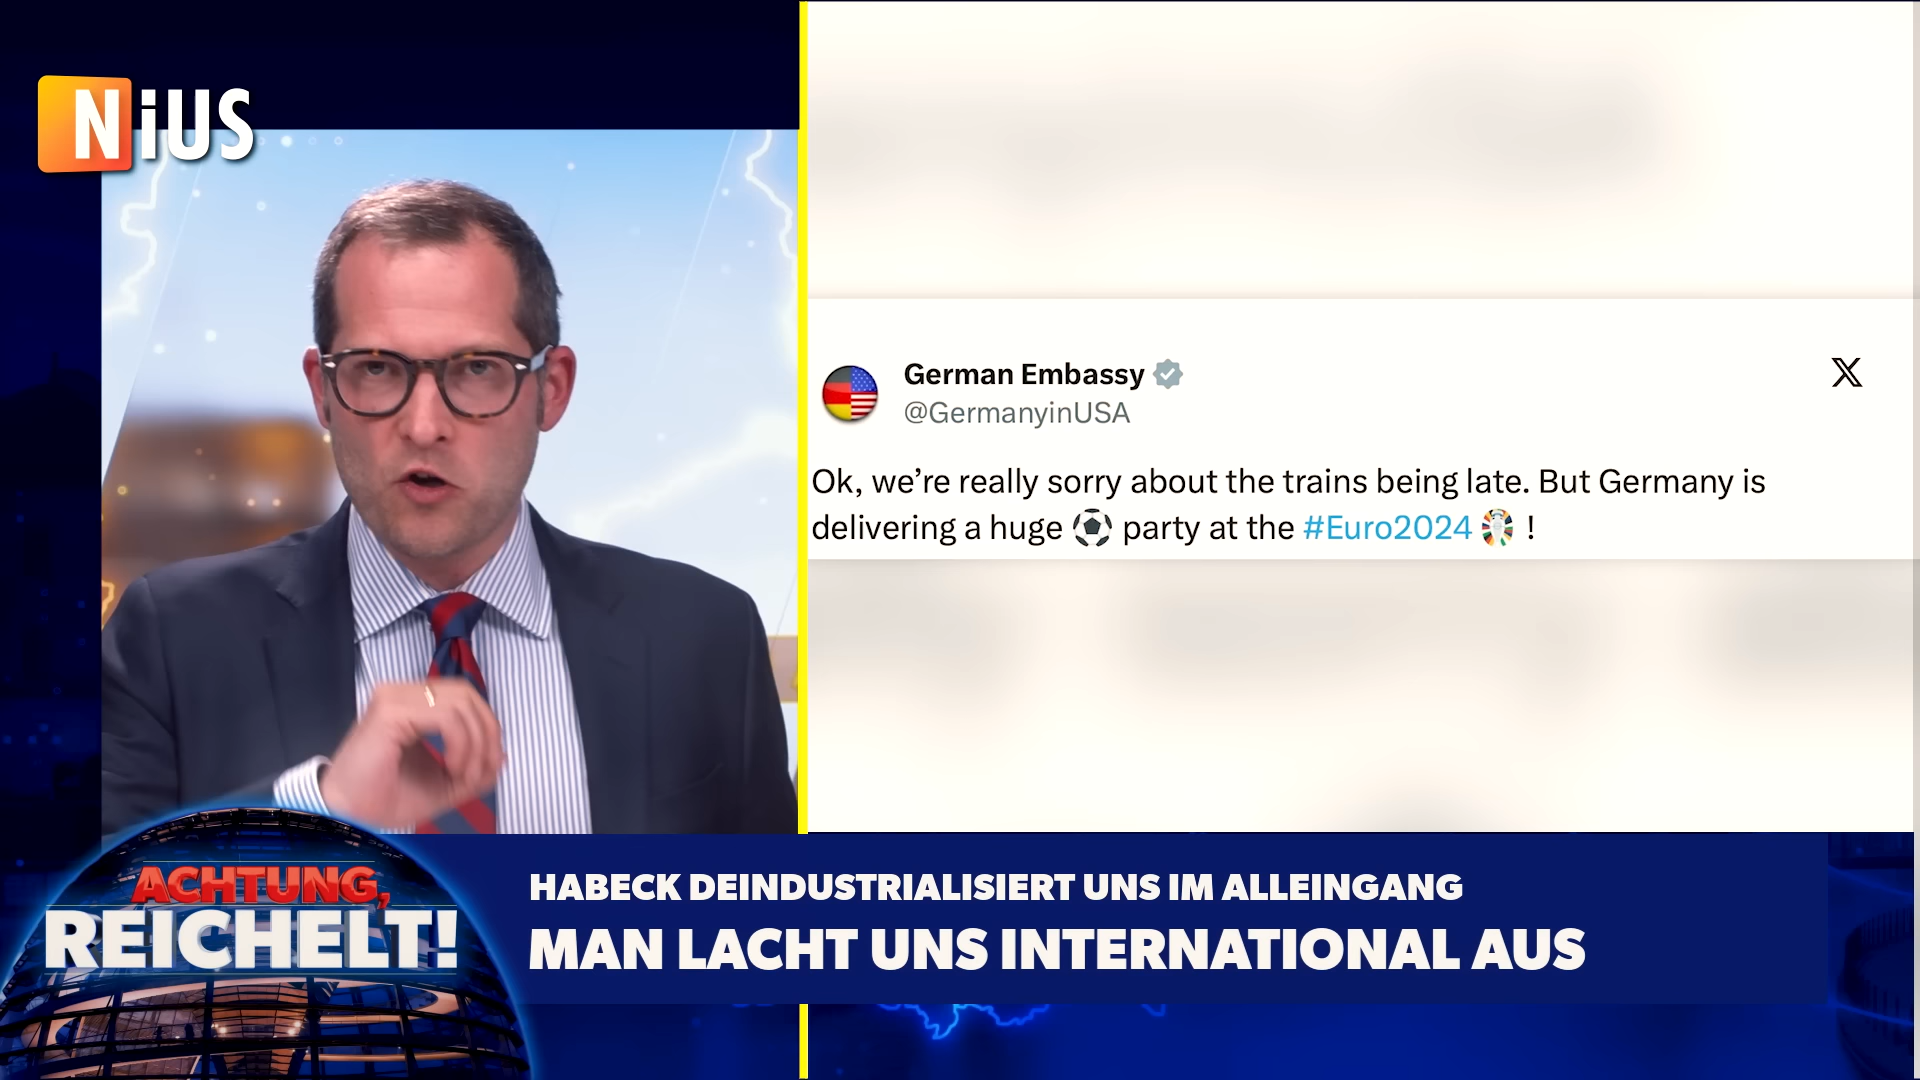 NiUS
German Embassy
@GermanyinUSA
Ok, we’re really sorry about the trains being late. But Germany is
delivering a huge ⚽ party at the #Euro2024 !
ACHTUNG,
REICHELT!
HABECK DEINDUSTRIALISIERT UNS IM ALLEINGANG
MAN LACHT UNS INTERNATIONAL AUS